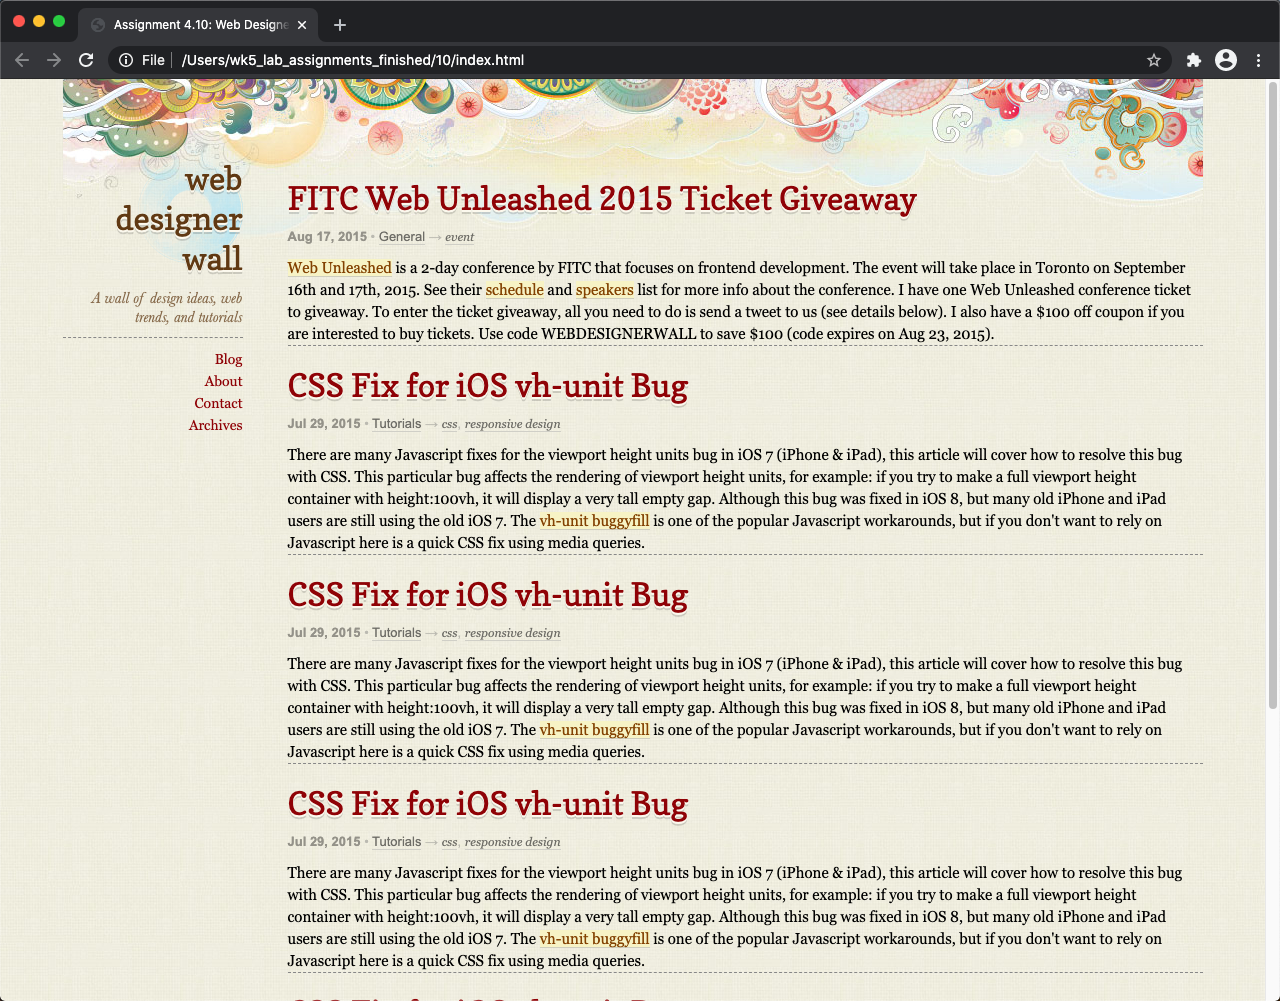 Assignment 4.10: Web Designe
File
/Users/wk5_lab_assignments_finished/10/index.html
web
designer
wall
A wall of design ideas, web
trends, and tutorials
Blog
About
Contact
Archives
FITC Web Unleashed 2015 Ticket Giveaway
Aug 17, 2015 • General → event
Web Unleashed is a 2-day conference by FITC that focuses on frontend development. The event will take place in Toronto on September
16th and 17th, 2015. See their schedule and speakers list for more info about the conference. I have one Web Unleashed conference ticket
to giveaway. To enter the ticket giveaway, all you need to do is send a tweet to us (see details below). I also have a $100 off coupon if you
are interested to buy tickets. Use code WEBDESIGNERWALL to save $100 (code expires on Aug 23, 2015).
CSS Fix for iOS vh-unit Bug
Jul 29, 2015 • Tutorials → css, responsive design
There are many Javascript fixes for the viewport height units bug in iOS 7 (iPhone & iPad), this article will cover how to resolve this bug
with CSS. This particular bug affects the rendering of viewport height units, for example: if you try to make a full viewport height
container with height:100vh, it will display a very tall empty gap. Although this bug was fixed in iOS 8, but many old iPhone and iPad
users are still using the old iOS 7. The vh-unit buggyfill is one of the popular Javascript workarounds, but if you don't want to rely on
Javascript here is a quick CSS fix using media queries.
CSS Fix for iOS vh-unit Bug
Jul 29, 2015 • Tutorials → css, responsive design
There are many Javascript fixes for the viewport height units bug in iOS 7 (iPhone & iPad), this article will cover how to resolve this bug
with CSS. This particular bug affects the rendering of viewport height units, for example: if you try to make a full viewport height
container with height:100vh, it will display a very tall empty gap. Although this bug was fixed in iOS 8, but many old iPhone and iPad
users are still using the old iOS 7. The vh-unit buggyfill is one of the popular Javascript workarounds, but if you don't want to rely on
Javascript here is a quick CSS fix using media queries.
CSS Fix for iOS vh-unit Bug
Jul 29, 2015 • Tutorials → css, responsive design
There are many Javascript fixes for the viewport height units bug in iOS 7 (iPhone & iPad), this article will cover how to resolve this bug
with CSS. This particular bug affects the rendering of viewport height units, for example: if you try to make a full viewport height
container with height:100vh, it will display a very tall empty gap. Although this bug was fixed in iOS 8, but many old iPhone and iPad
users are still using the old iOS 7. The vh-unit buggyfill is one of the popular Javascript workarounds, but if you don't want to rely on
Javascript here is a quick CSS fix using media queries.